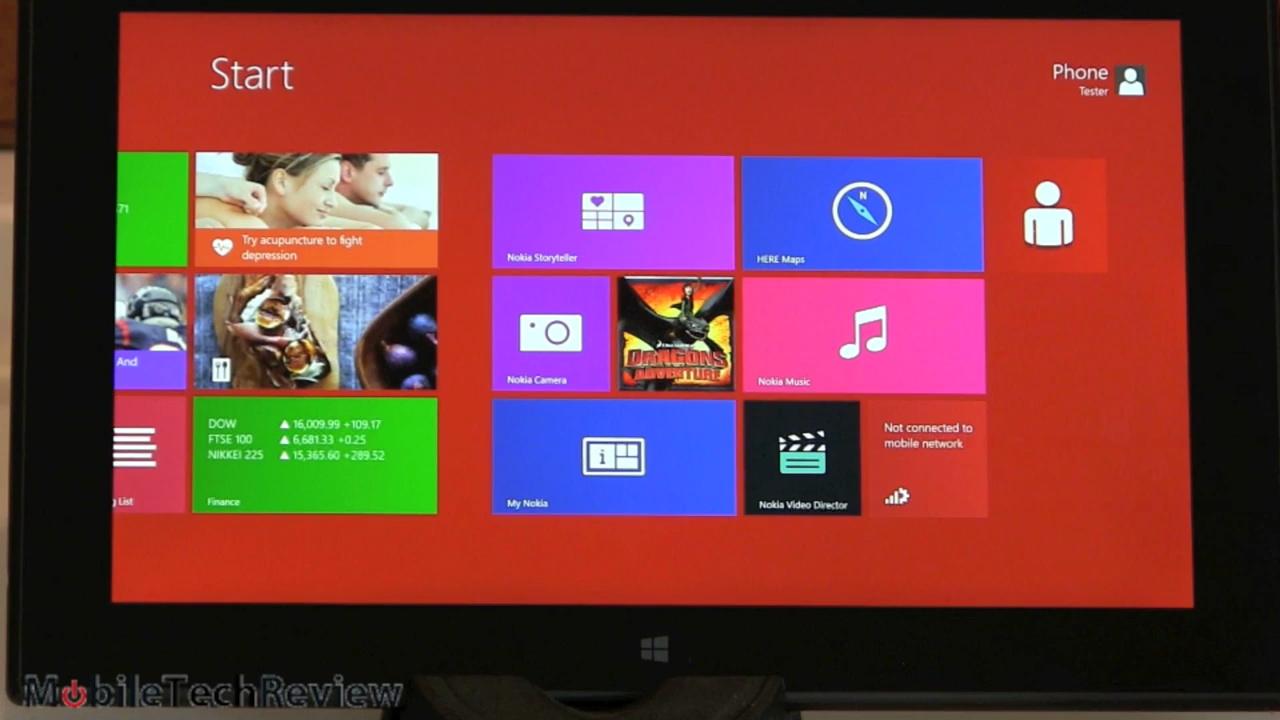 Start
Phone
Tester
71
Try acupuncture to fight
depression
Nokia Storyteller
N
HERE Maps
And
Nokia Camera
DRAGONS
ADVENTURE
Nokia Music
DOW 16,009.99 +109.17
FTSE 100 6,681.33 +0.25
NIKKEI 225 15,365.60 +289.52
g List
Finance
i
My Nokia
Nokia Video Director
Not connected to
mobile network
MobileTechReview